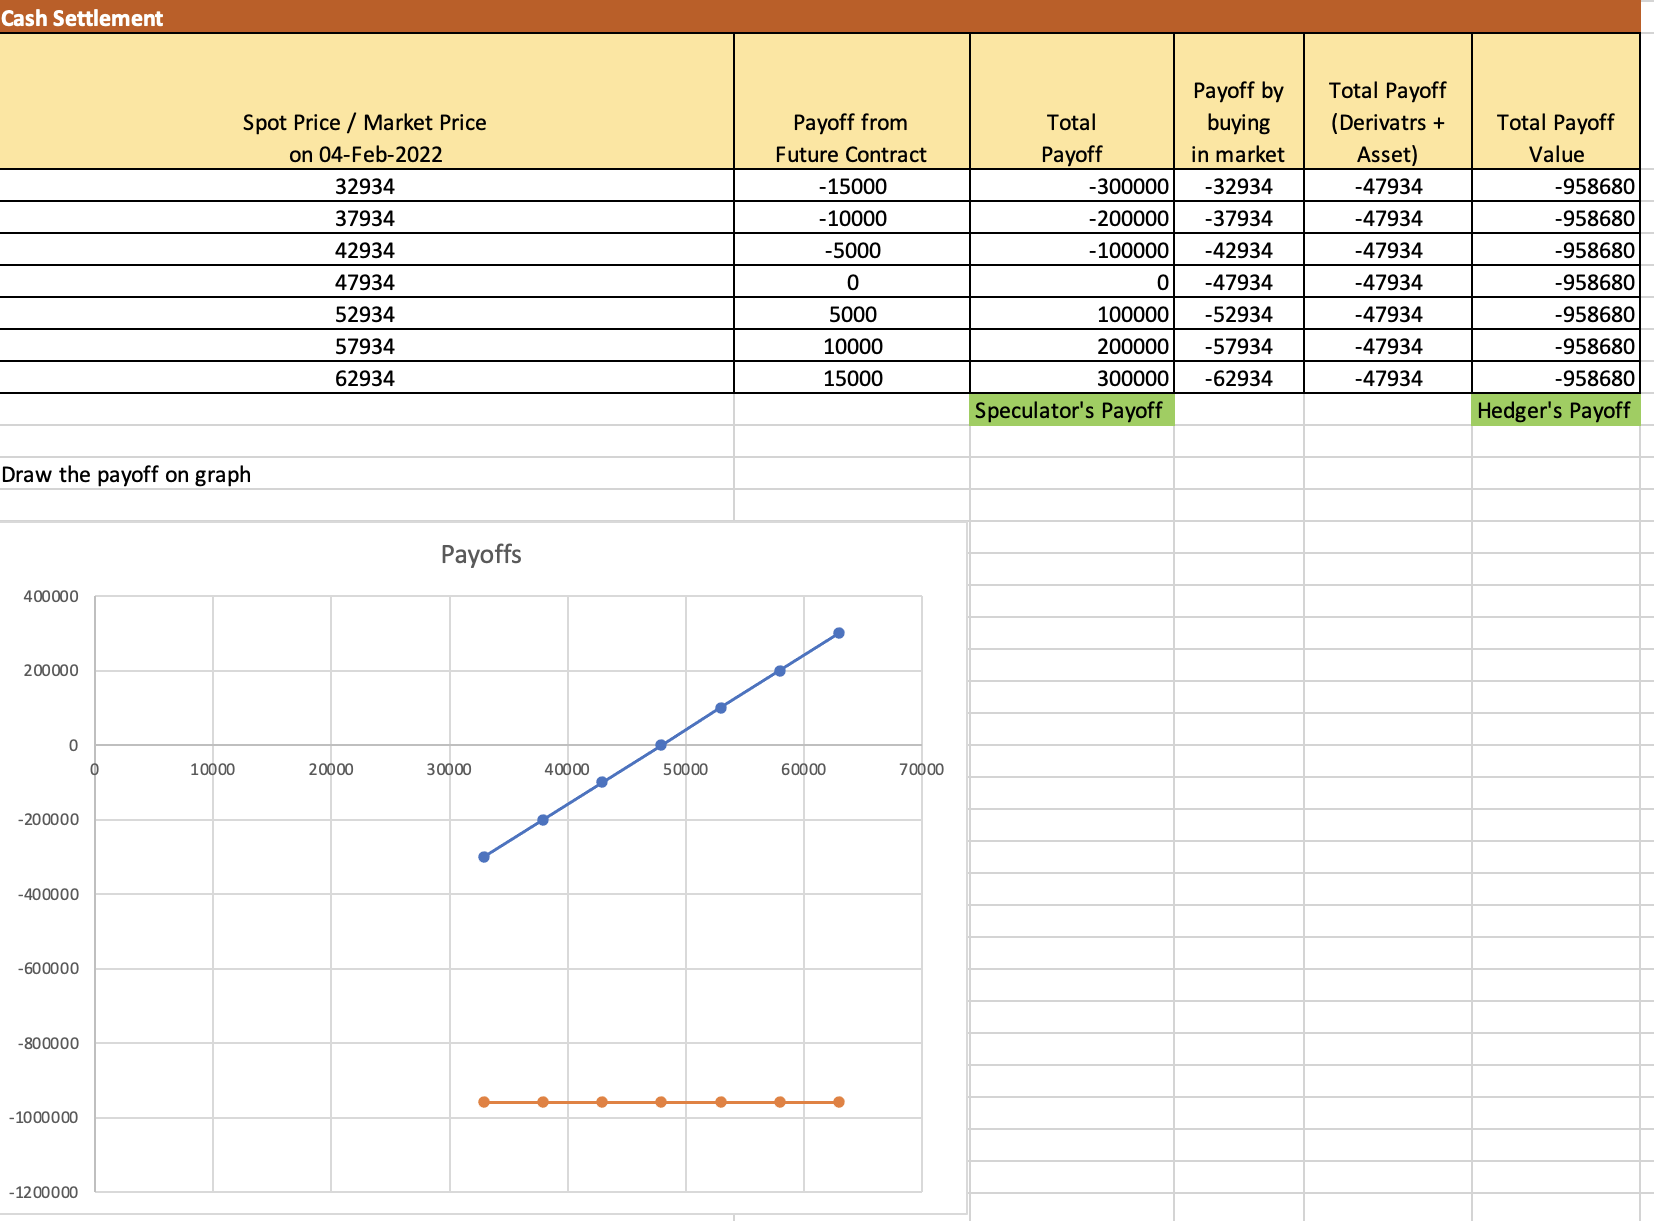 Cash Settlement
Spot Price / Market Price
on 04-Feb-2022
Payoff from
Future Contract
Total
Payoff
Payoff by
buying
in market
Total Payoff
(Derivatrs +
Asset)
Total Payoff
Value
32934 -15000 -300000 -32934 -47934 -958680
37934 -10000 -200000 -37934 -47934 -958680
42934 -5000 -100000 -42934 -47934 -958680
47934 0 0 -47934 -47934 -958680
52934 5000 100000 -52934 -47934 -958680
57934 10000 200000 -57934 -47934 -958680
62934 15000 300000 -62934 -47934 -958680
Speculator's Payoff Hedger's Payoff
Draw the payoff on graph
Payoffs
400000
200000
0
0 10000 20000 30000 40000 50000 60000 70000
-200000
-400000
-600000
-800000
-1000000
-1200000